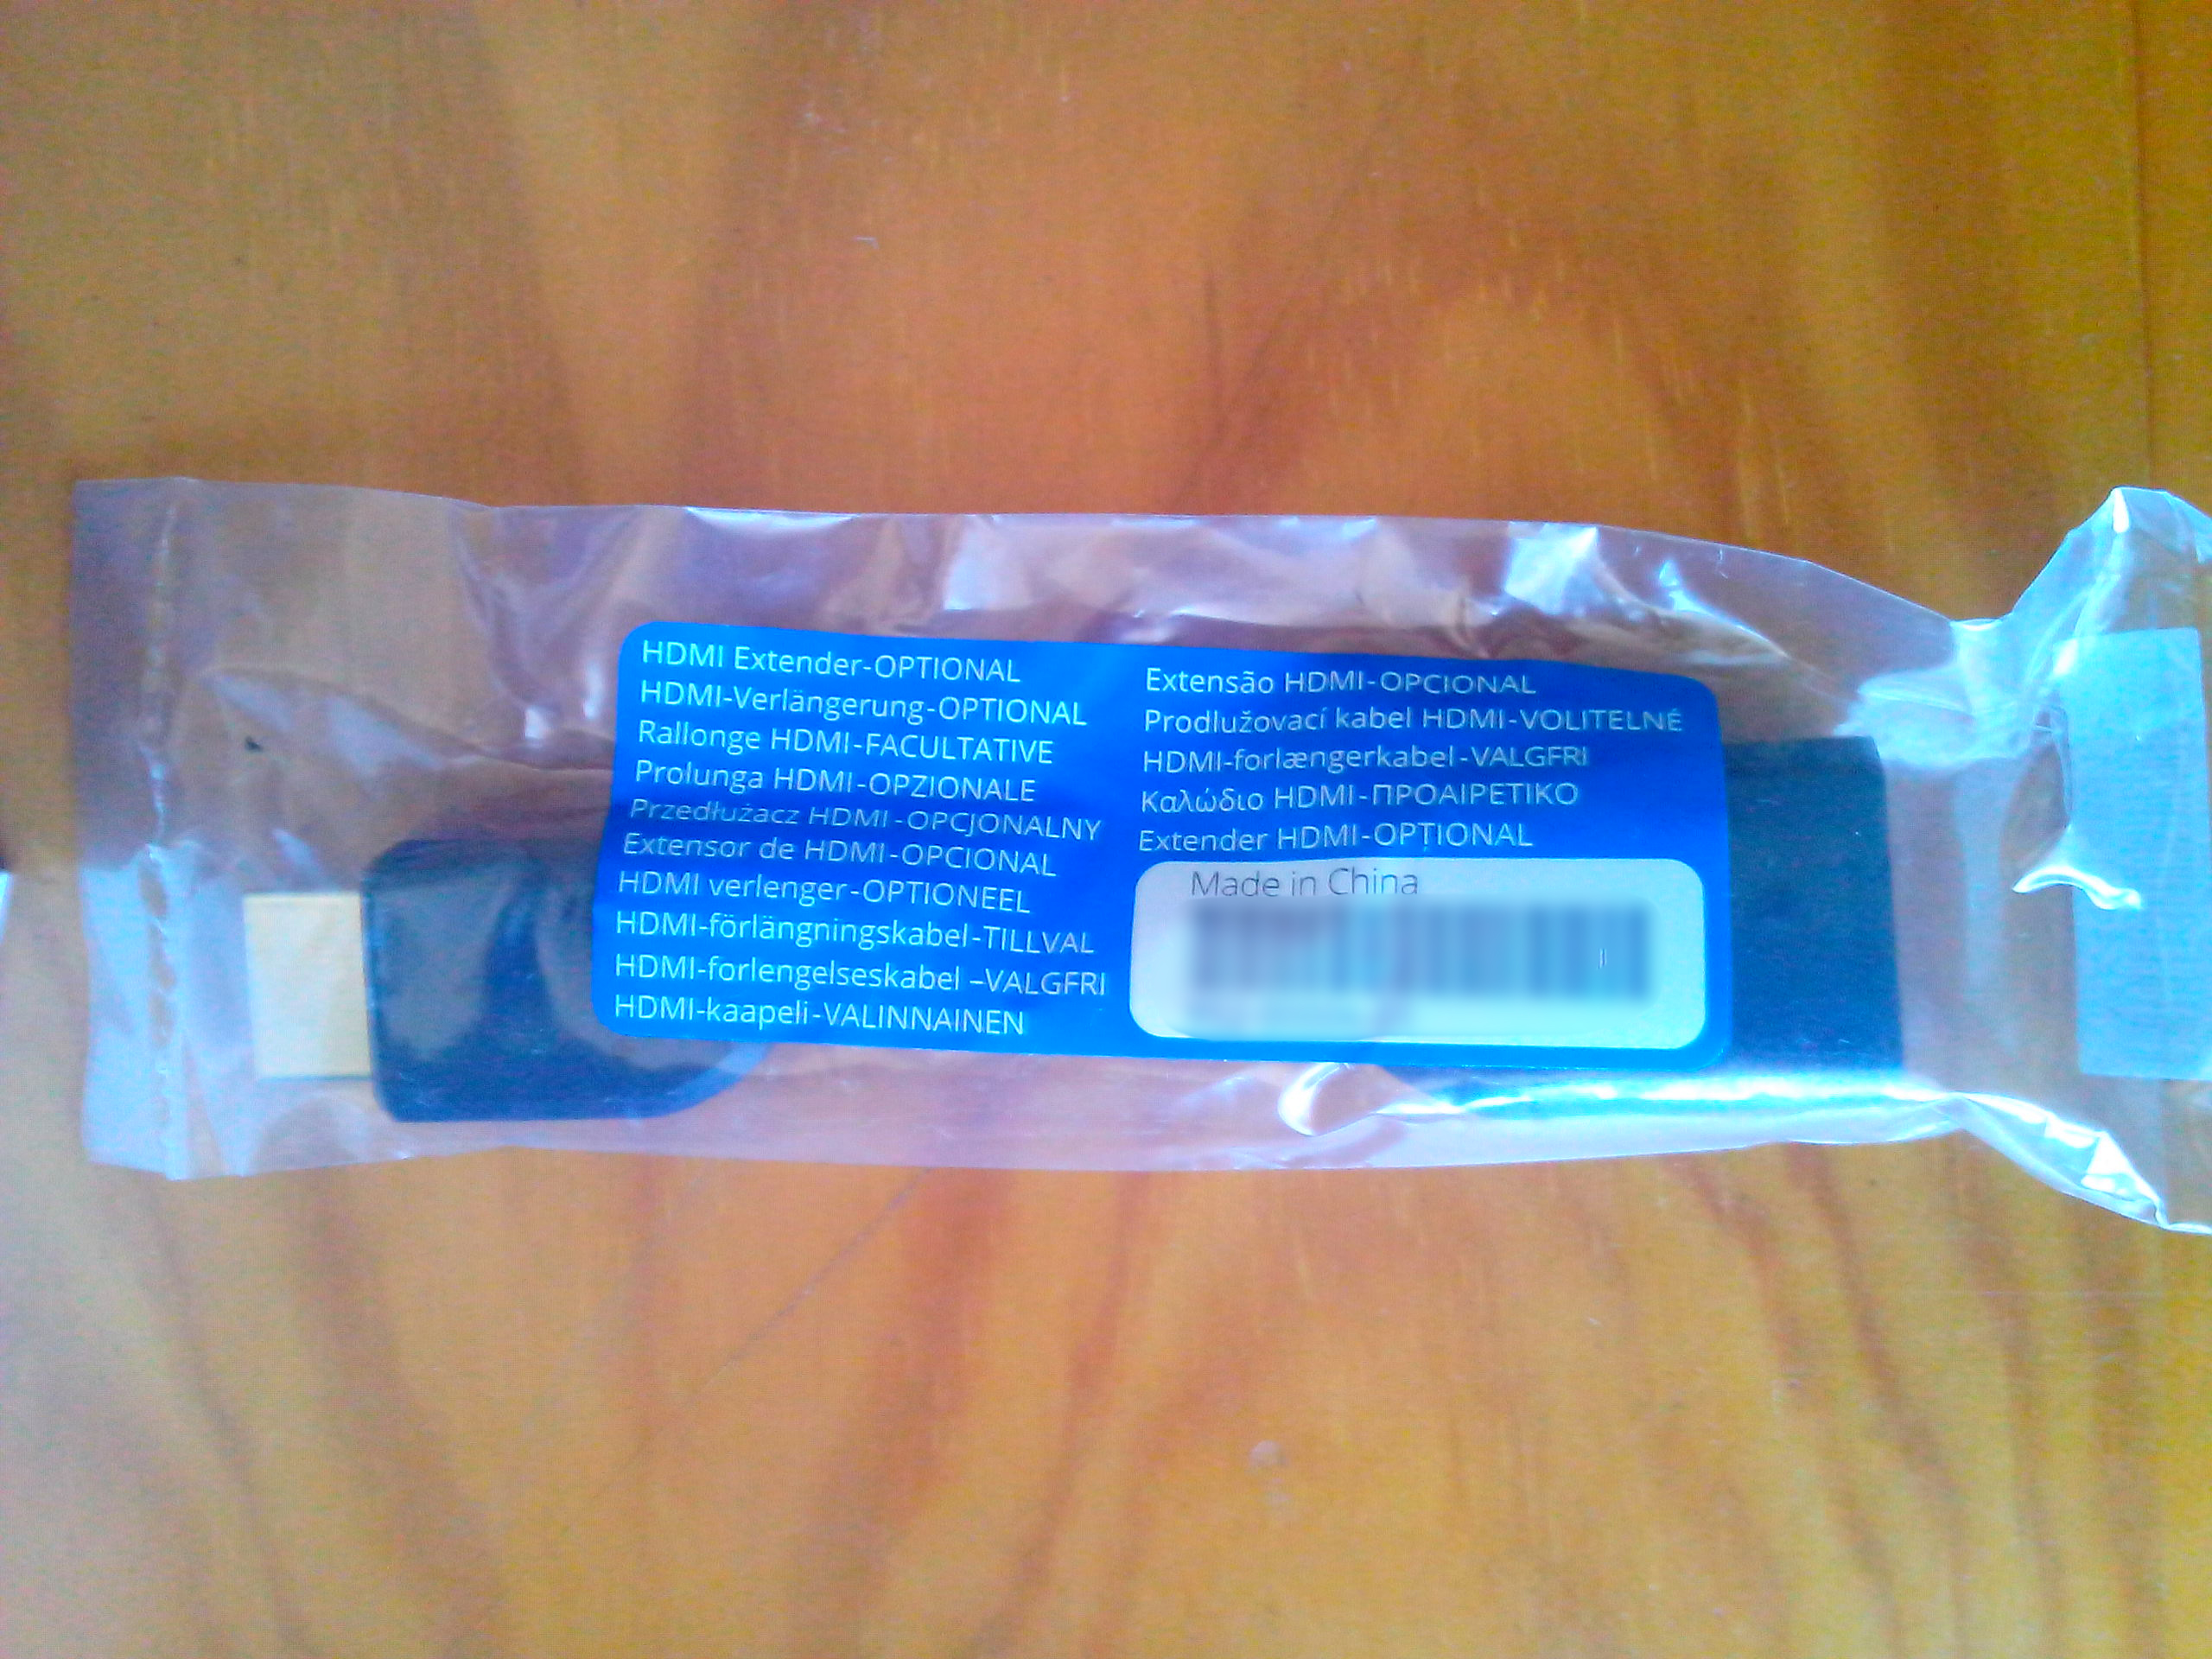 HDMI Extender-OPTIONAL
HDMI-Verlängerung-OPTIONAL
Rallonge HDMI-FACULTATIVE
Prolunga HDMI-OPZIONALE
Przedłużacz HDMI-OPCJONALNY
Extensor de HDMI-OPCIONAL
HDMI verlenger-OPTIONEEL
HDMI-förlängningskabel-TILLVAL
HDMI-forlengelseskabel –VALGFRI
HDMI-kaapeli-VALINNAINEN
Extensão HDMI-OPCIONAL
Prodlužovací kabel HDMI-VOLITELNÉ
HDMI-forlængerkabel-VALGFRI
Καλώδιο HDMI-ΠΡΟΑΙΡΕΤΙΚΟ
Extender HDMI-OPȚIONAL
Made in China